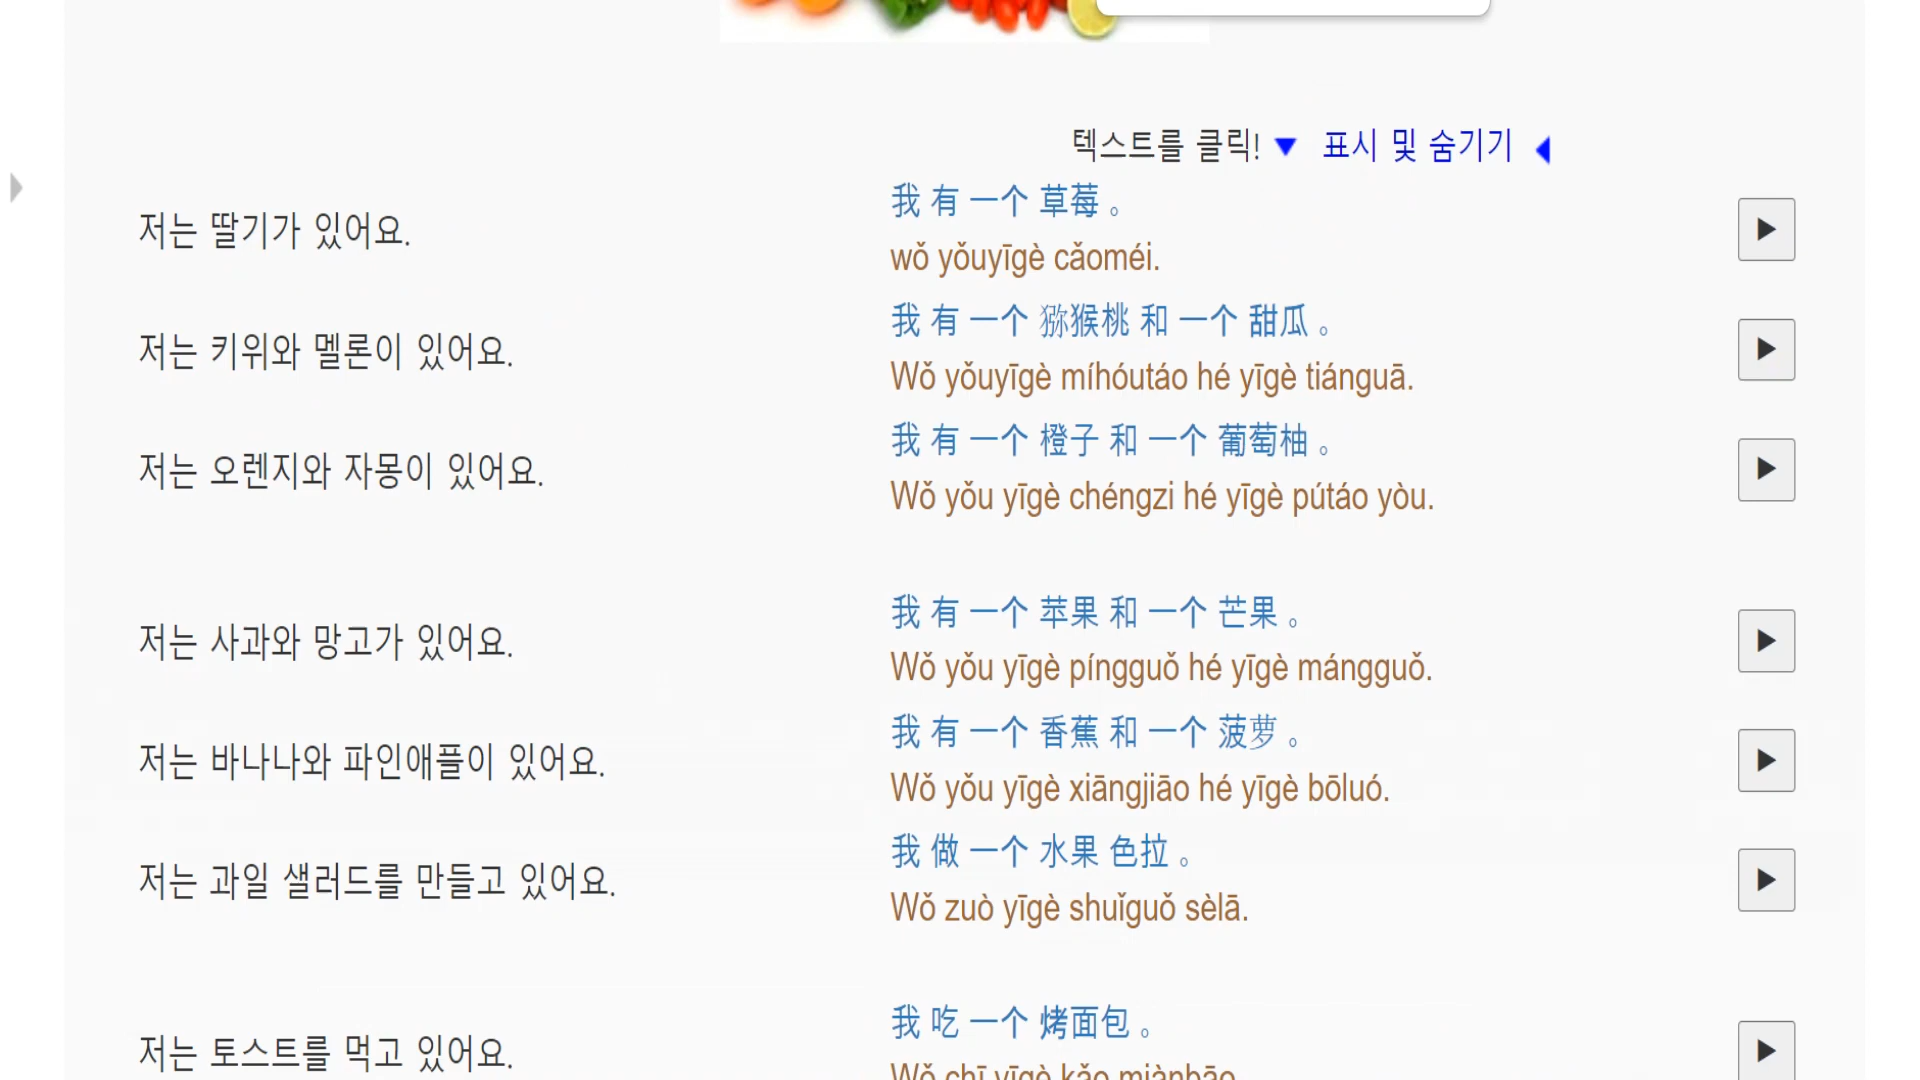 텍스트를 클릭! 표시 및 숨기기
저는 딸기가 있어요.
我 有 一个 草莓 。
wǒ yǒuyīgè cǎoméi.
저는 키위와 멜론이 있어요.
我 有 一个 猕猴桃 和 一个 甜瓜 。
Wǒ yǒuyīgè míhóutáo hé yīgè tiánguā.
저는 오렌지와 자몽이 있어요.
我 有 一个 橙子 和 一个 葡萄柚 。
Wǒ yǒu yīgè chéngzi hé yīgè pútáo yòu.
저는 사과와 망고가 있어요.
我 有 一个 苹果 和 一个 芒果 。
Wǒ yǒu yīgè píngguǒ hé yīgè mángguǒ.
저는 바나나와 파인애플이 있어요.
我 有 一个 香蕉 和 一个 菠萝 。
Wǒ yǒu yīgè xiāngjiāo hé yīgè bōluó.
저는 과일 샐러드를 만들고 있어요.
我 做 一个 水果 色拉 。
Wǒ zuò yīgè shuǐguǒ sèlā.
저는 토스트를 먹고 있어요.
我 吃 一个 烤面包 。
Wǒ chī yīgè kǎo miànbāo